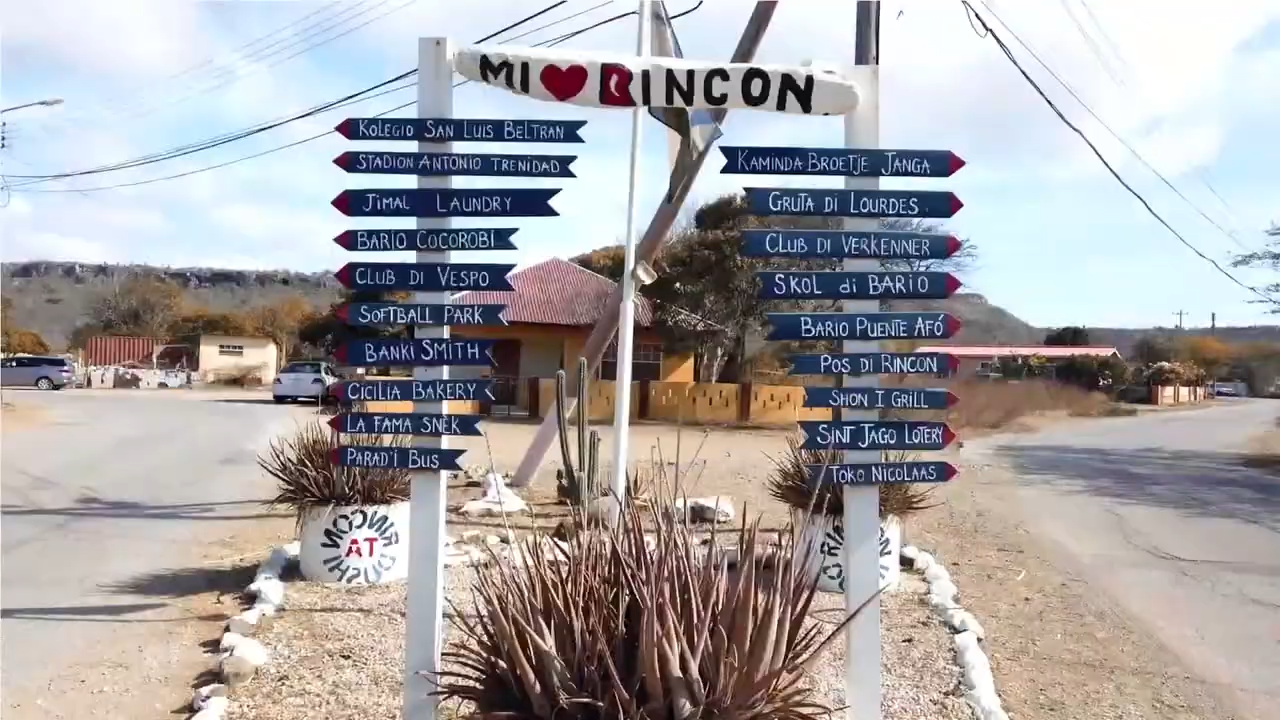 MI ❤ RINCON
KOLEGIO SAN LUIS BELTRAN
STADION ANTONIO TRENIDAD
JIMAL LAUNDRY
BARIO COCOROBI
CLUB DI VESPO
SOFTBALL PARK
BANKI SMITH
CICILIA BAKERY
LA FAMA SNEK
PARAD'I BUS
KAMINDA BROETJE JANGA
GRUTA DI LOURDES
CLUB DI VERKENNER
SKOL di BARIO
BARIO PUENTE AFÓ
POS DI RINCON
SHON I GRILL
SINT JAGO LOTERY
TOKO NICOLAAS
RINCON
AT
DUSHI